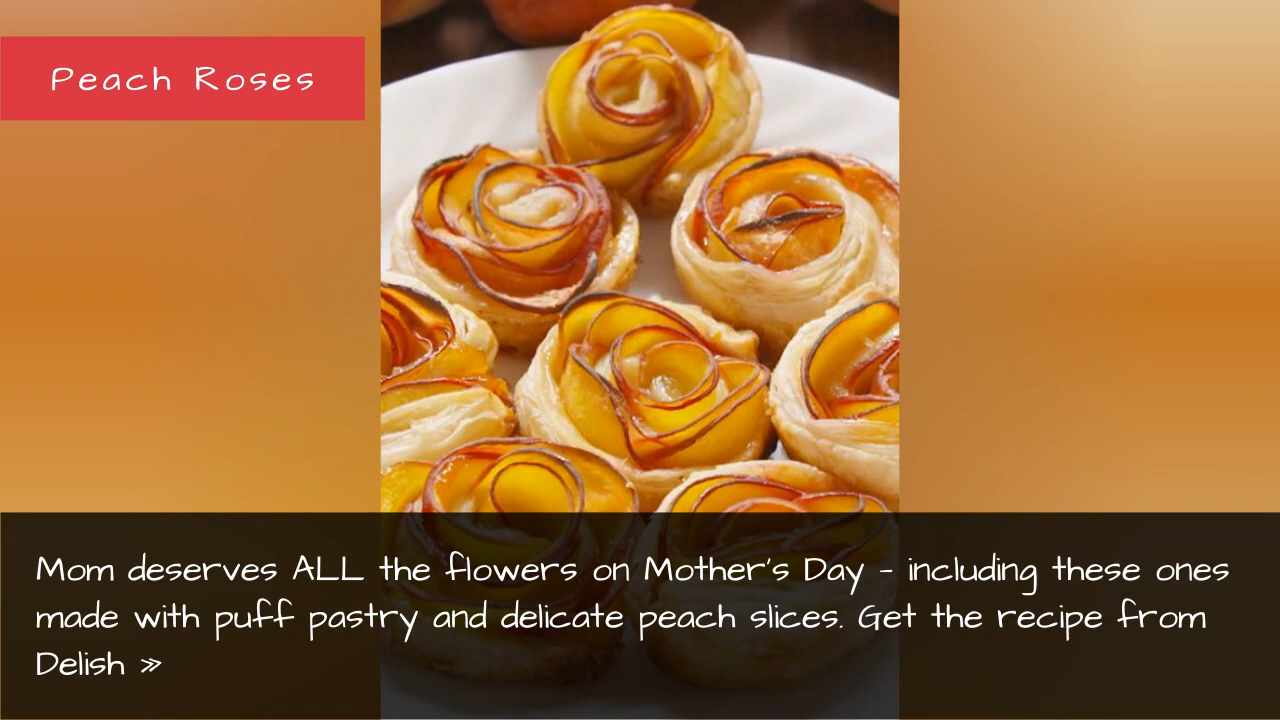 Peach Roses
Mom deserves ALL the flowers on Mother's Day - including these ones
made with puff pastry and delicate peach slices. Get the recipe from
Delish »